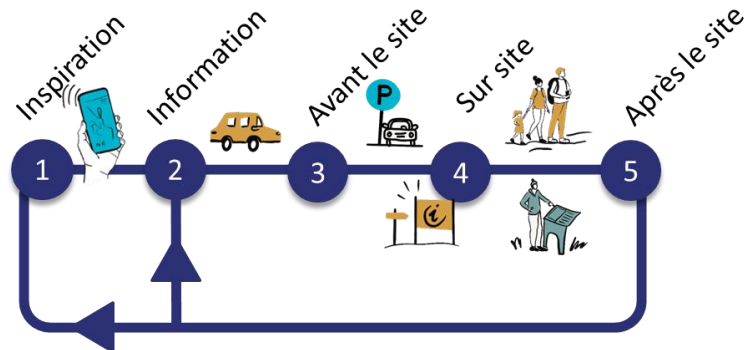 Inspiration
Information
Avant le site
Sur site
Après le site
P
1
2
3
4
5
i